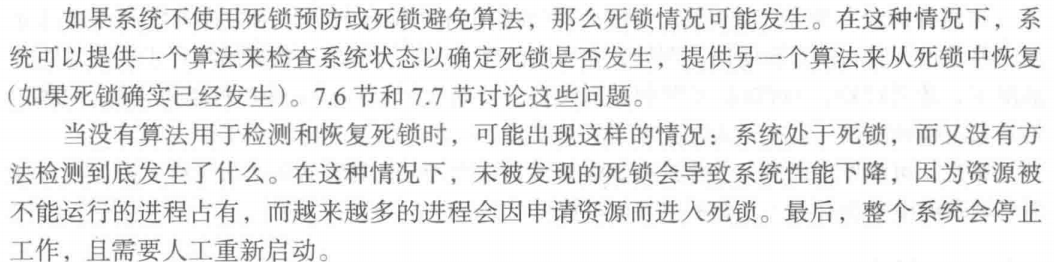 如果系统不使用死锁预防或死锁避免算法，那么死锁情况可能发生。在这种情况下，系
统可以提供一个算法来检查系统状态以确定死锁是否发生，提供另一个算法来从死锁中恢复
（如果死锁确实已经发生）。7.6 节和 7.7 节讨论这些问题。
当没有算法用于检测和恢复死锁时，可能出现这样的情况：系统处于死锁，而又没有方
法检测到底发生了什么。在这种情况下，未被发现的死锁会导致系统性能下降，因为资源被
不能运行的进程占有，而越来越多的进程会因申请资源而进入死锁。最后，整个系统会停止
工作，且需要人工重新启动。